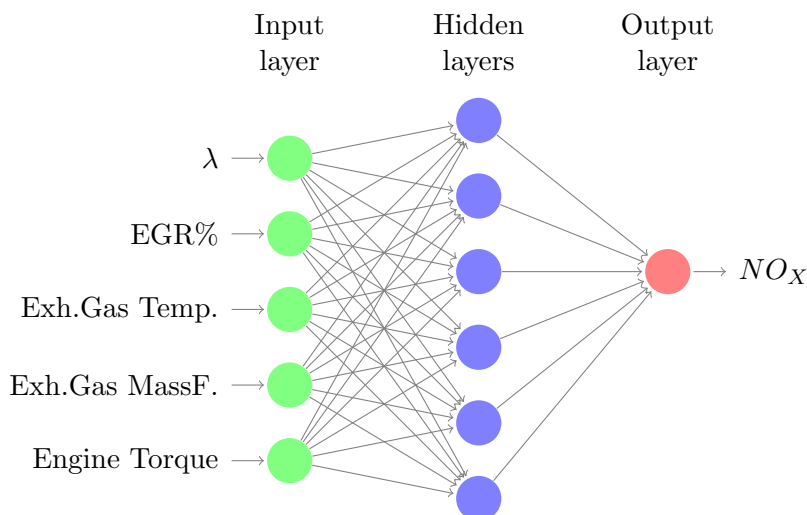 Input
layer
Hidden
layers
Output
layer
λ
EGR%
Exh.Gas Temp.
Exh.Gas MassF.
Engine Torque
NO_X